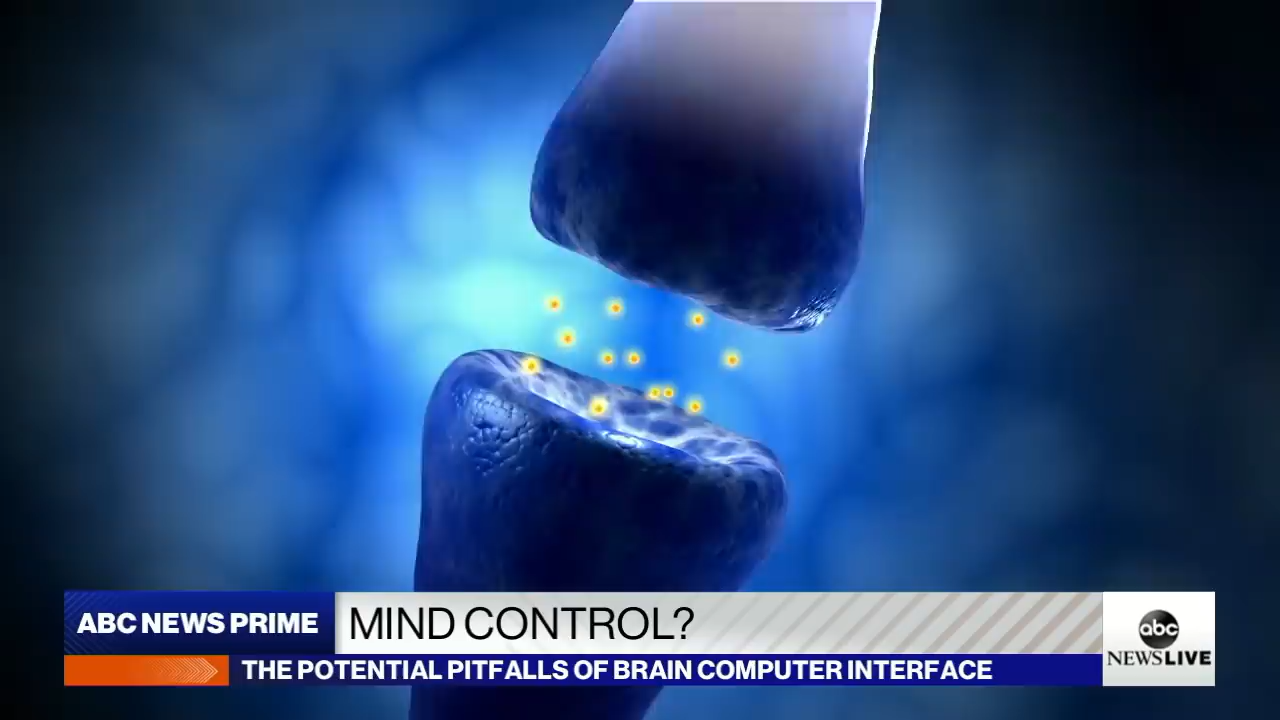 ABC NEWS PRIME
MIND CONTROL?
THE POTENTIAL PITFALLS OF BRAIN COMPUTER INTERFACE
abc
NEWSLIVE